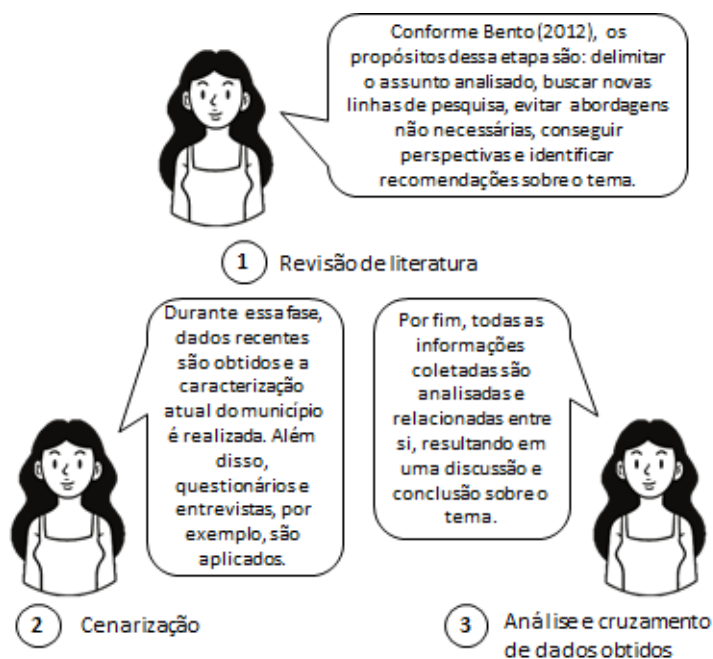 Conforme Bento (2012), os
propósitos dessa etapa são: delimitar
o assunto analisado, buscar novas
linhas de pesquisa, evitar abordagens
não necessárias, conseguir
perspectivas e identificar
recomendações sobre o tema.
1 Revisão de literatura
Durante essa fase,
dados recentes
são obtidos e a
caracterização
atual do município
é realizada. Além
disso,
questionários e
entrevistas, por
exemplo, são
aplicados.
2 Cenarização
Por fim, todas as
informações
coletadas são
analisadas e
relacionadas entre
si, resultando em
uma discussão e
conclusão sobre o
tema.
3 Análise e cruzamento
de dados obtidos